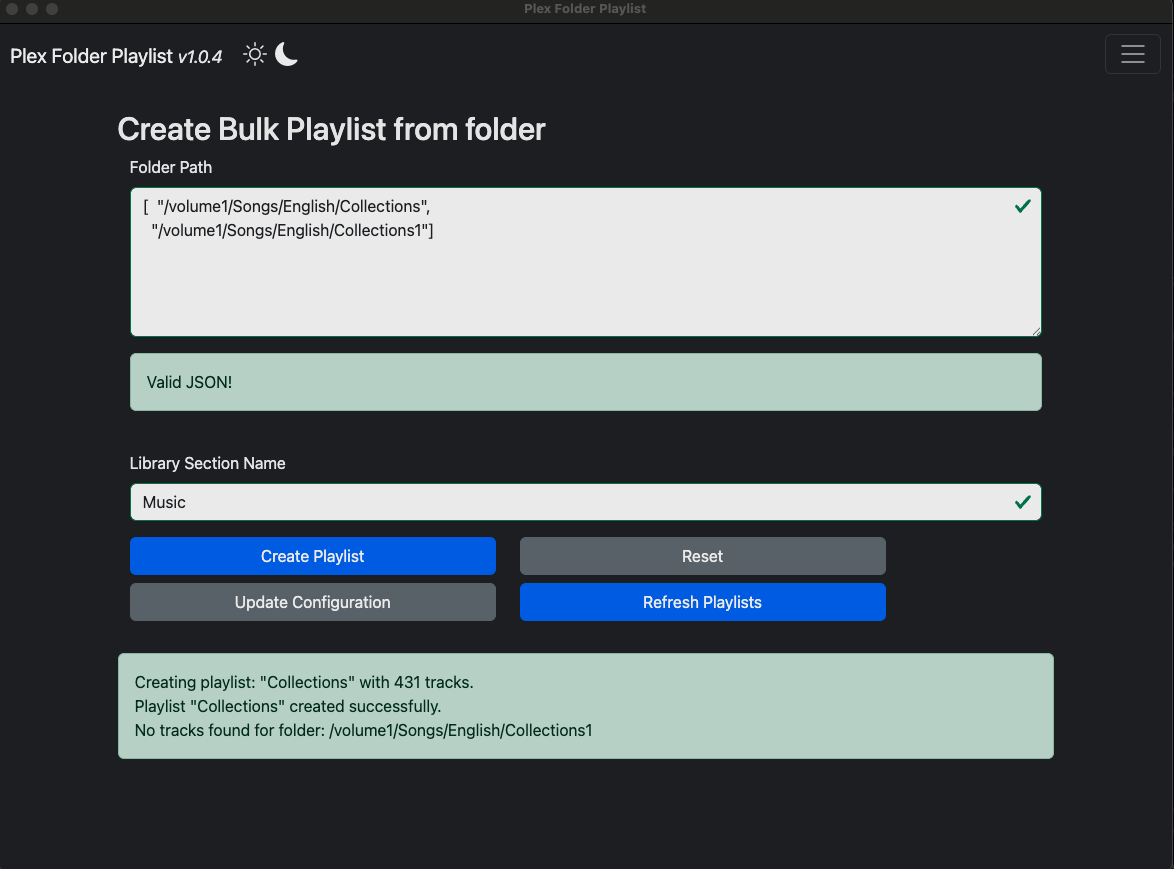 Plex Folder Playlist
Plex Folder Playlist v1.0.4
Create Bulk Playlist from folder
Folder Path
[  "/volume1/Songs/English/Collections",
  "/volume1/Songs/English/Collections1"]
Valid JSON!
Library Section Name
Music
Create Playlist
Reset
Update Configuration
Refresh Playlists
Creating playlist: "Collections" with 431 tracks.
Playlist "Collections" created successfully.
No tracks found for folder: /volume1/Songs/English/Collections1